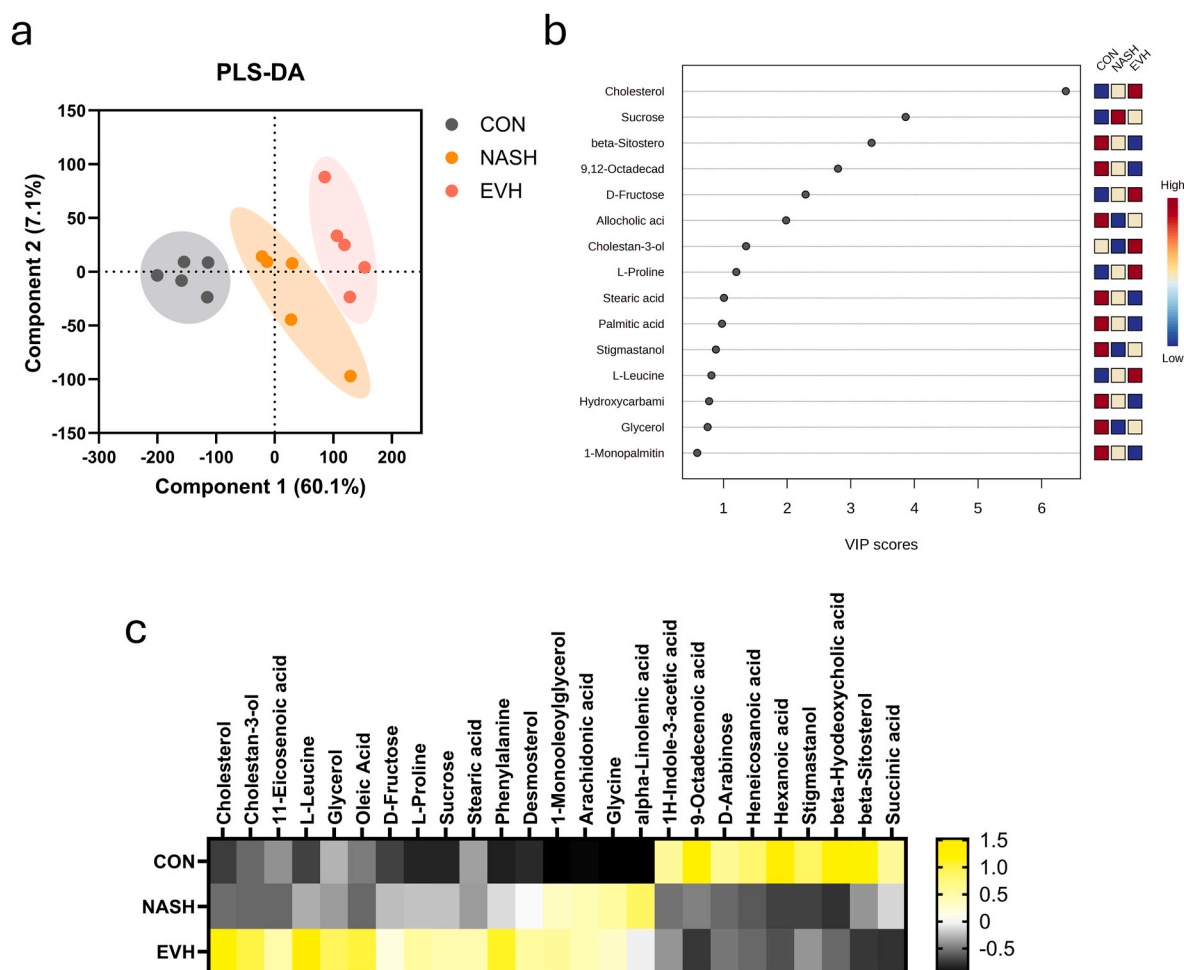 a
PLS-DA
Component 2 (7.1%)
150
100
50
0
-50
-100
-150
-300
-200
-100
0
100
200
Component 1 (60.1%)
CON
NASH
EVH
b
CON
NASH
EVH
Cholesterol
Sucrose
beta-Sitostero
9,12-Octadecad
D-Fructose
Allocholic aci
Cholestan-3-ol
L-Proline
Stearic acid
Palmitic acid
Stigmastanol
L-Leucine
Hydroxycarbami
Glycerol
1-Monopalmitin
1
2
3
4
5
6
VIP scores
High
Low
c
Cholesterol
Cholestan-3-ol
11-Eicosenoic acid
L-Leucine
Glycerol
Oleic Acid
D-Fructose
L-Proline
Sucrose
Stearic acid
Phenylalanine
Desmosterol
1-Monooleoylglycerol
Arachidonic acid
Glycine
alpha-Linolenic acid
1H-Indole-3-acetic acid
9-Octadecenoic acid
D-Arabinose
Heneicosanoic acid
Hexanoic acid
Stigmastanol
beta-Hyodeoxycholic acid
beta-Sitosterol
Succinic acid
CON
NASH
EVH
1.5
1.0
0.5
0
-0.5